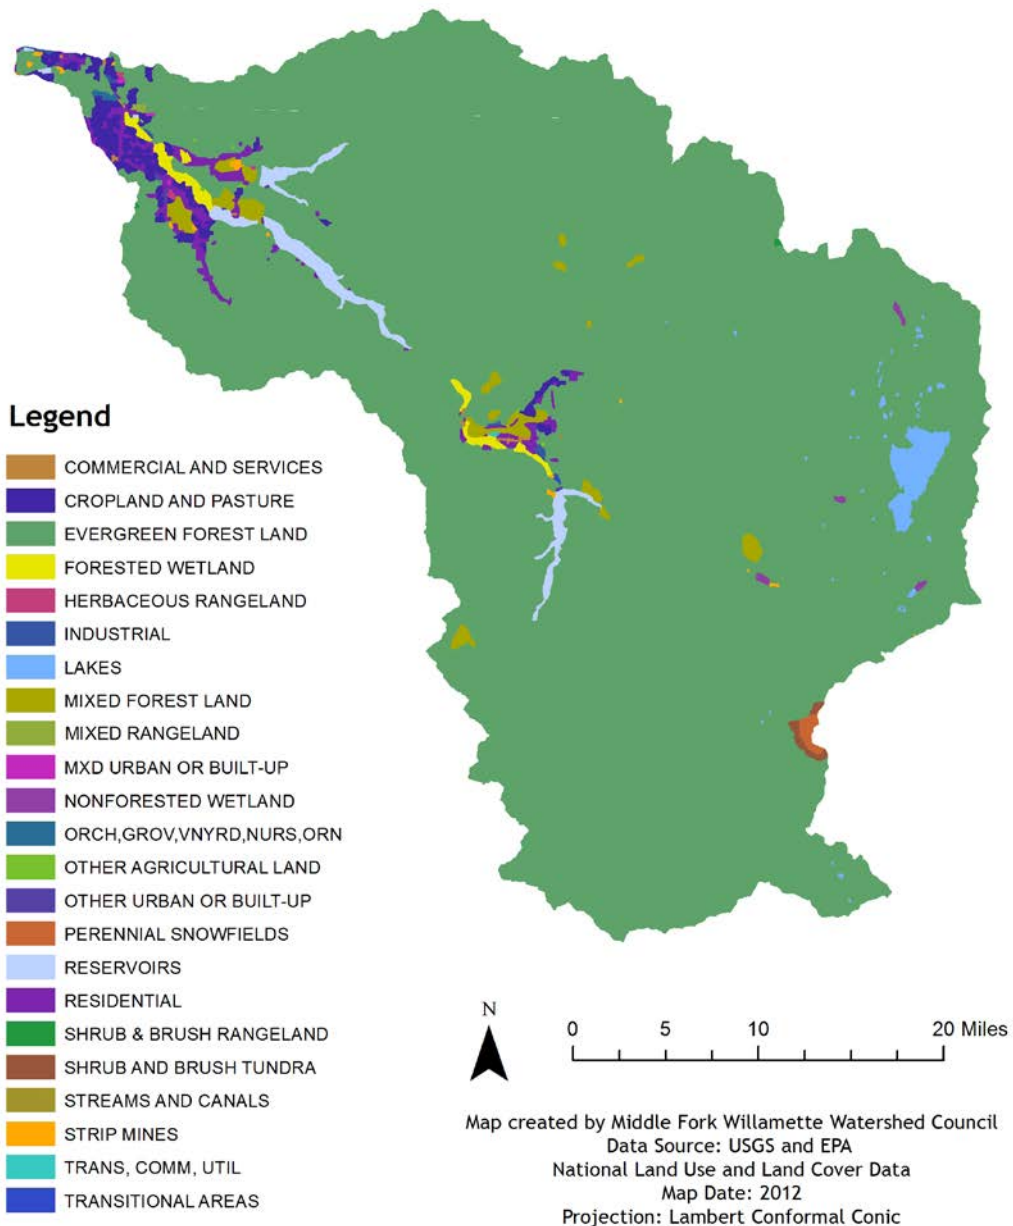 Legend
COMMERCIAL AND SERVICES
CROPLAND AND PASTURE
EVERGREEN FOREST LAND
FORESTED WETLAND
HERBACEOUS RANGELAND
INDUSTRIAL
LAKES
MIXED FOREST LAND
MIXED RANGELAND
MXD URBAN OR BUILT-UP
NONFORESTED WETLAND
ORCH,GROV,VNYRD,NURS,ORN
OTHER AGRICULTURAL LAND
OTHER URBAN OR BUILT-UP
PERENNIAL SNOWFIELDS
RESERVOIRS
RESIDENTIAL
SHRUB & BRUSH RANGELAND
SHRUB AND BRUSH TUNDRA
STREAMS AND CANALS
STRIP MINES
TRANS, COMM, UTIL
TRANSITIONAL AREAS
N
0 5 10 20 Miles
Map created by Middle Fork Willamette Watershed Council
Data Source: USGS and EPA
National Land Use and Land Cover Data
Map Date: 2012
Projection: Lambert Conformal Conic